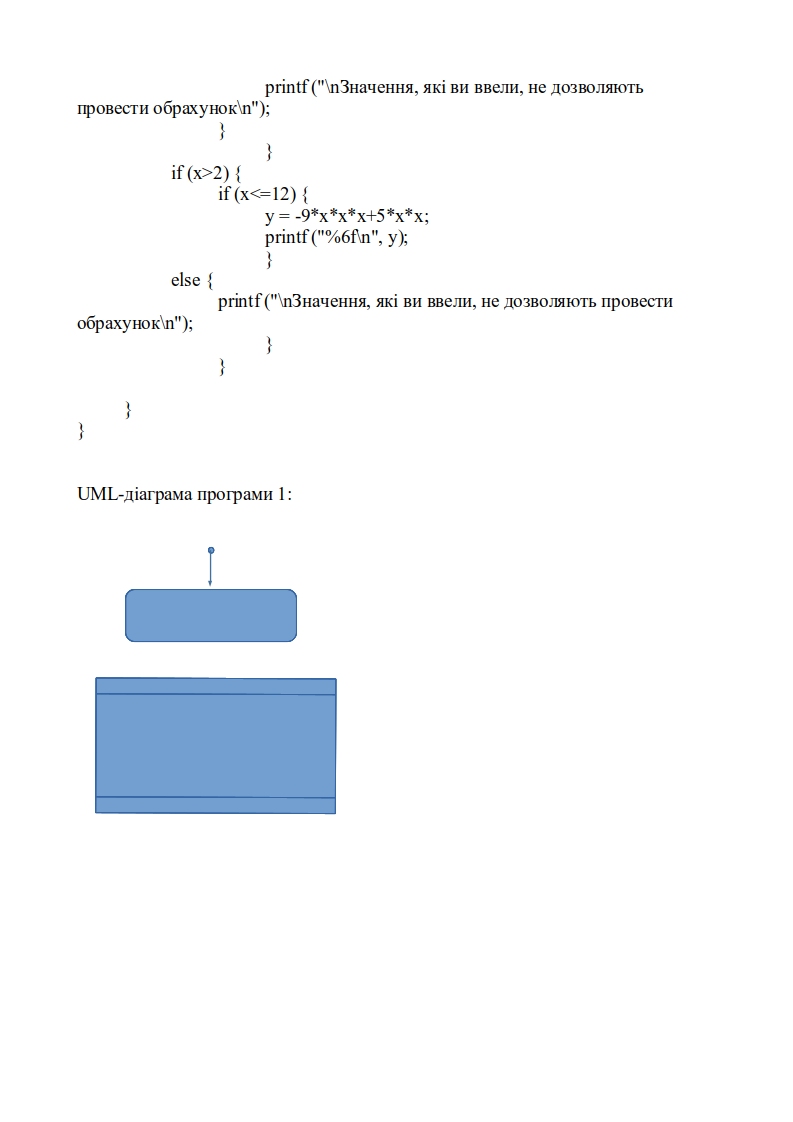 printf ("\nЗначення, які ви ввели, не дозволяють
провести обрахунок\n");
}
}
if (x>2) {
if (x<=12) {
y = -9*x*x*x+5*x*x;
printf ("%6f\n", y);
}
else {
printf ("\nЗначення, які ви ввели, не дозволяють провести
обрахунок\n");
}
}
}
}
UML-діаграма програми 1: